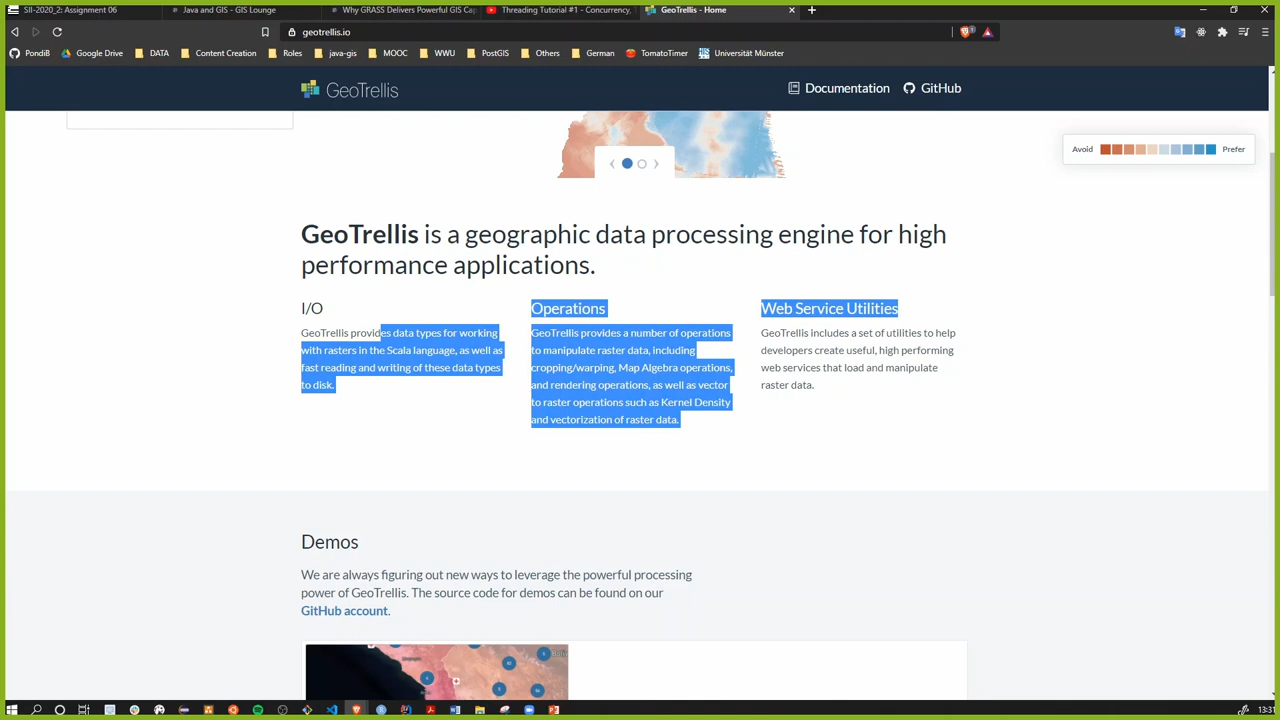 SII-2020_2: Assignment 06
Java and GIS - GIS Lounge
Why GRASS Delivers Powerful GIS Cap
Threading Tutorial #1 - Concurrency,
GeoTrellis - Home
geotrellis.io
PondiB
Google Drive
DATA
Content Creation
Roles
java-gis
MOOC
WWU
PostGIS
Others
German
TomatoTimer
Universität Münster
GeoTrellis
Documentation
GitHub
Avoid
Prefer
GeoTrellis is a geographic data processing engine for high
performance applications.
I/O
GeoTrellis provides data types for working
with rasters in the Scala language, as well as
fast reading and writing of these data types
to disk.
Operations
GeoTrellis provides a number of operations
to manipulate raster data, including
cropping/warping, Map Algebra operations,
and rendering operations, as well as vector
to raster operations such as Kernel Density
and vectorization of raster data.
Web Service Utilities
GeoTrellis includes a set of utilities to help
developers create useful, high performing
web services that load and manipulate
raster data.
Demos
We are always figuring out new ways to leverage the powerful processing
power of GeoTrellis. The source code for demos can be found on our
GitHub account.
13:31